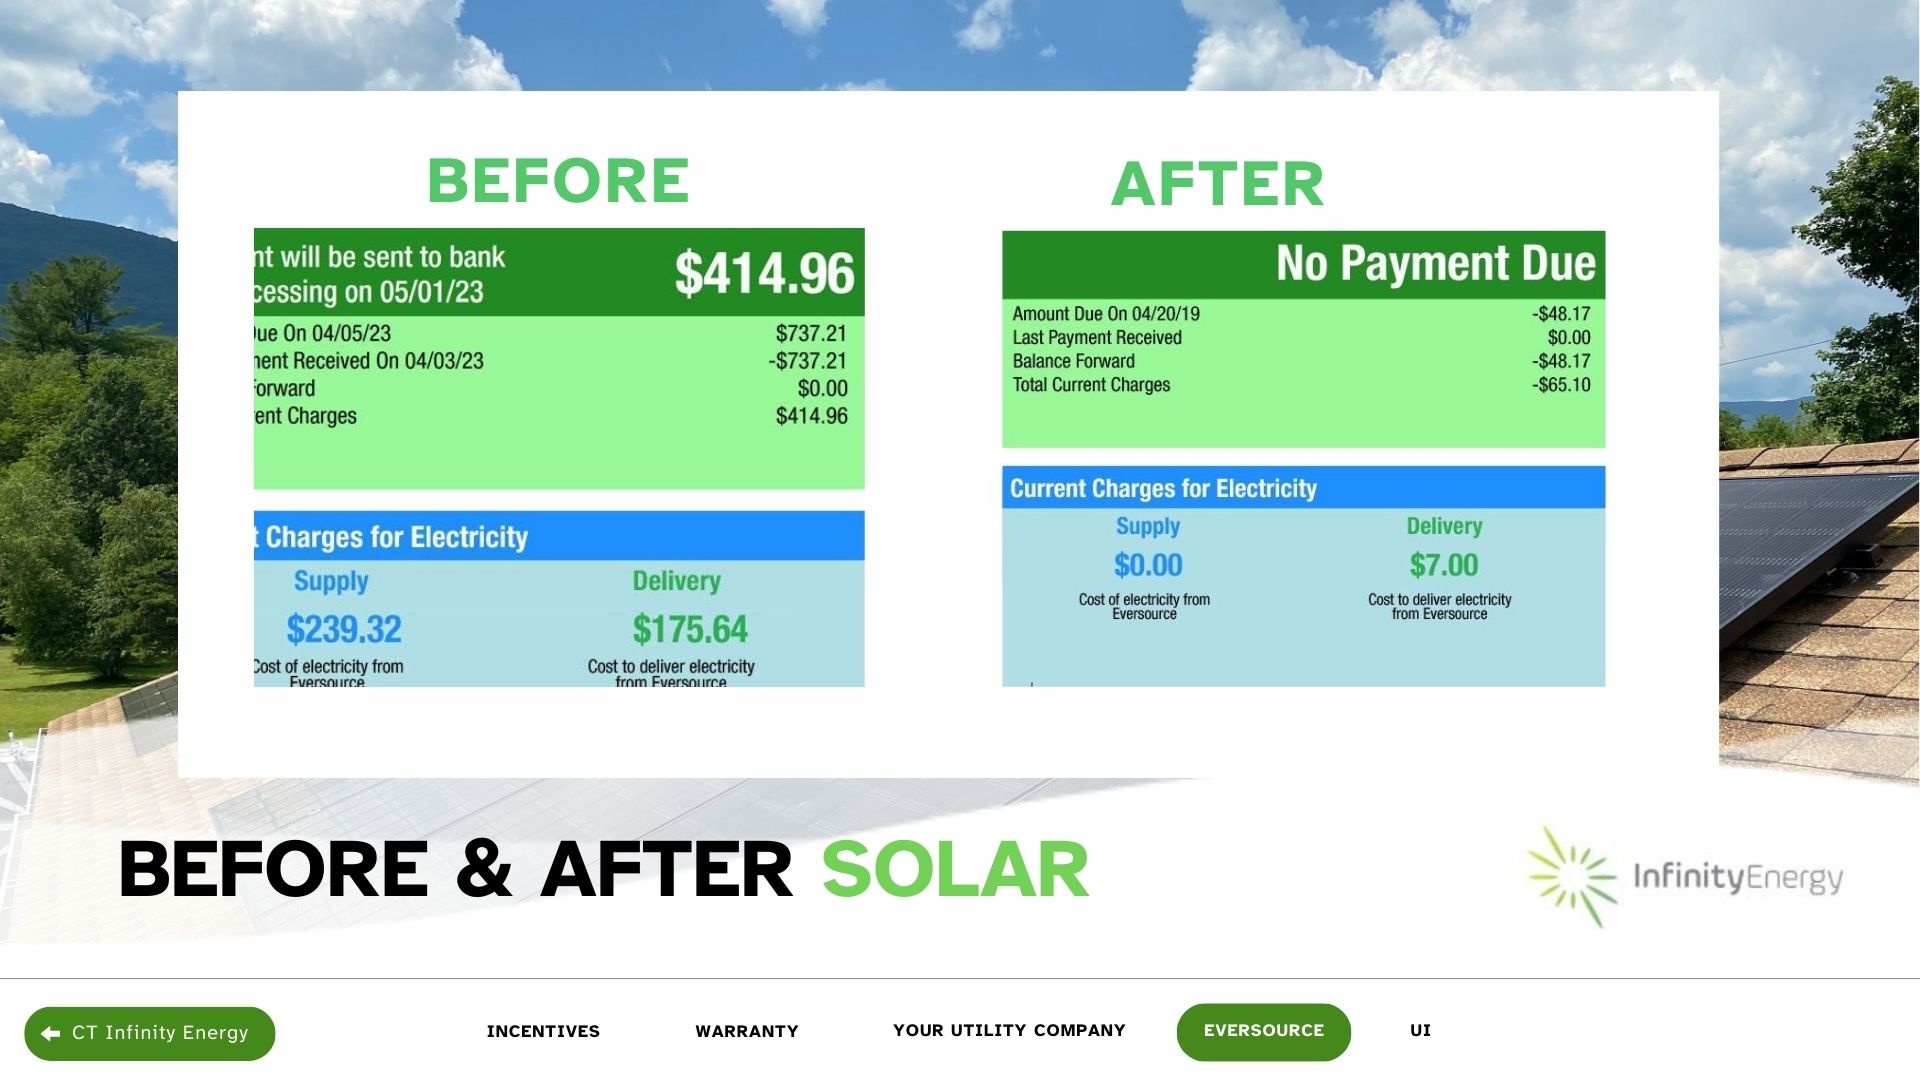 BEFORE
nt will be sent to bank
cessing on 05/01/23
$414.96
Due On 04/05/23 $737.21
ment Received On 04/03/23 -$737.21
Forward $0.00
rent Charges $414.96
t Charges for Electricity
Supply Delivery
$239.32 $175.64
Cost of electricity from Cost to deliver electricity
Eversource from Eversource
AFTER
No Payment Due
Amount Due On 04/20/19 -$48.17
Last Payment Received $0.00
Balance Forward -$48.17
Total Current Charges -$65.10
Current Charges for Electricity
Supply Delivery
$0.00 $7.00
Cost of electricity from Cost to deliver electricity
Eversource from Eversource
BEFORE & AFTER SOLAR
InfinityEnergy
CT Infinity Energy INCENTIVES WARRANTY YOUR UTILITY COMPANY EVERSOURCE UI